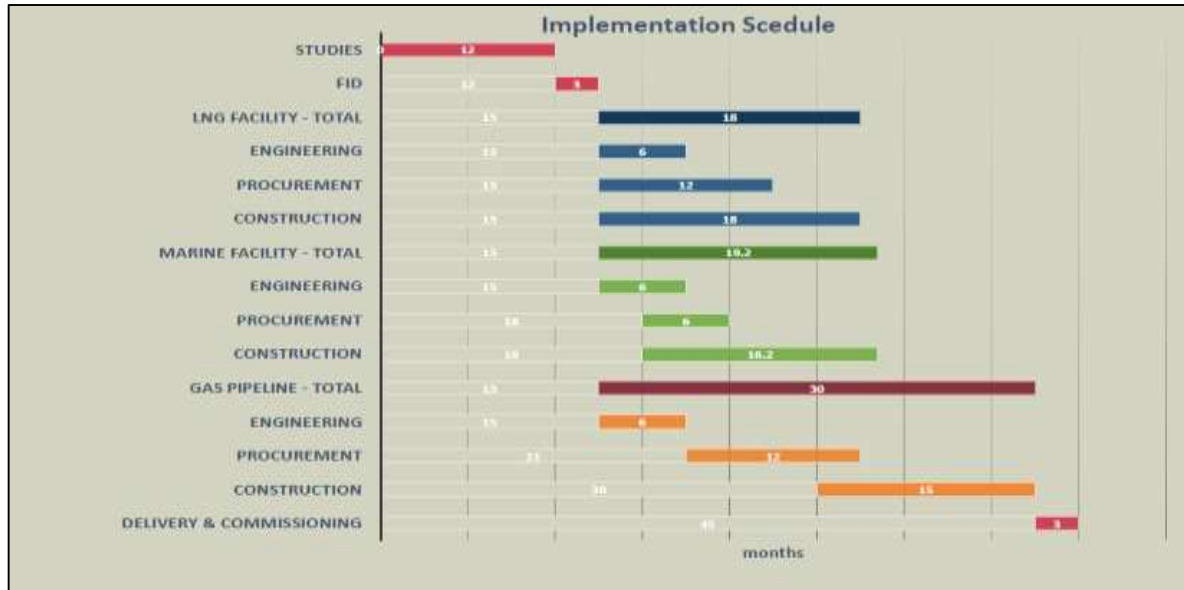 Implementation Scedule
STUDIES 0 12
FID 12 3
LNG FACILITY - TOTAL 15 18
ENGINEERING 15 6
PROCUREMENT 15 12
CONSTRUCTION 15 18
MARINE FACILITY - TOTAL 15 19.2
ENGINEERING 15 6
PROCUREMENT 18 6
CONSTRUCTION 18 16.2
GAS PIPELINE - TOTAL 15 30
ENGINEERING 15 6
PROCUREMENT 21 12
CONSTRUCTION 30 15
DELIVERY & COMMISSIONING 45 3
months